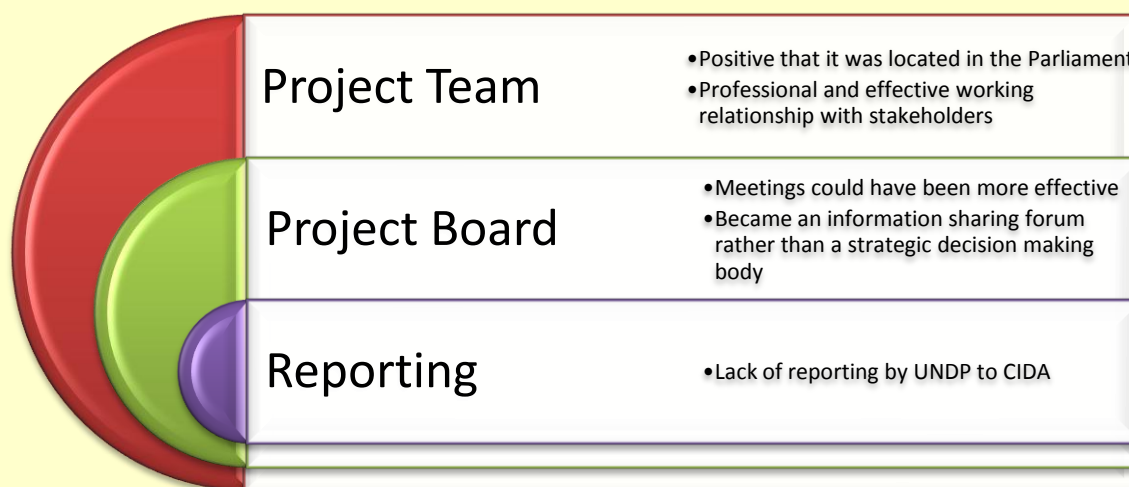 Project Team
•Positive that it was located in the Parliament
•Professional and effective working
relationship with stakeholders
Project Board
•Meetings could have been more effective
•Became an information sharing forum
rather than a strategic decision making
body
Reporting
•Lack of reporting by UNDP to CIDA